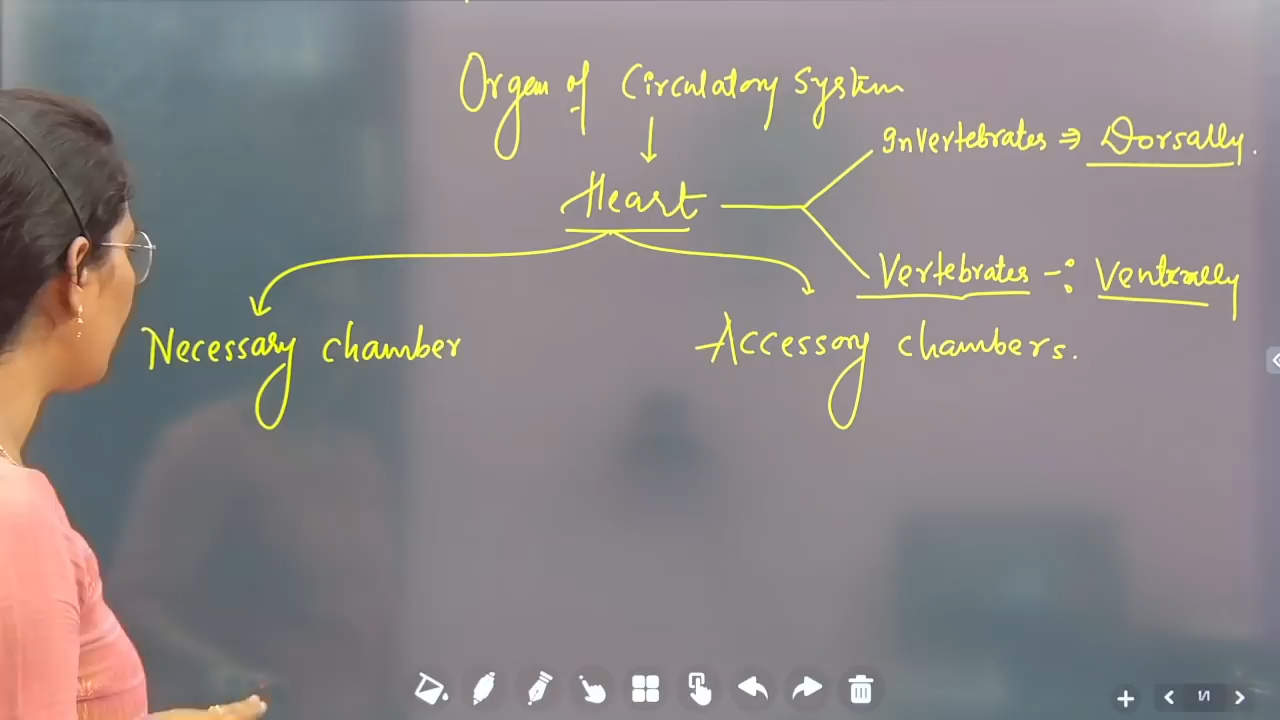 Organ of Circulatory System
Invertebrates ⇒ Dorsally.
Heart
Vertebrates -: Ventrally
Necessary chamber
Accessory chambers.